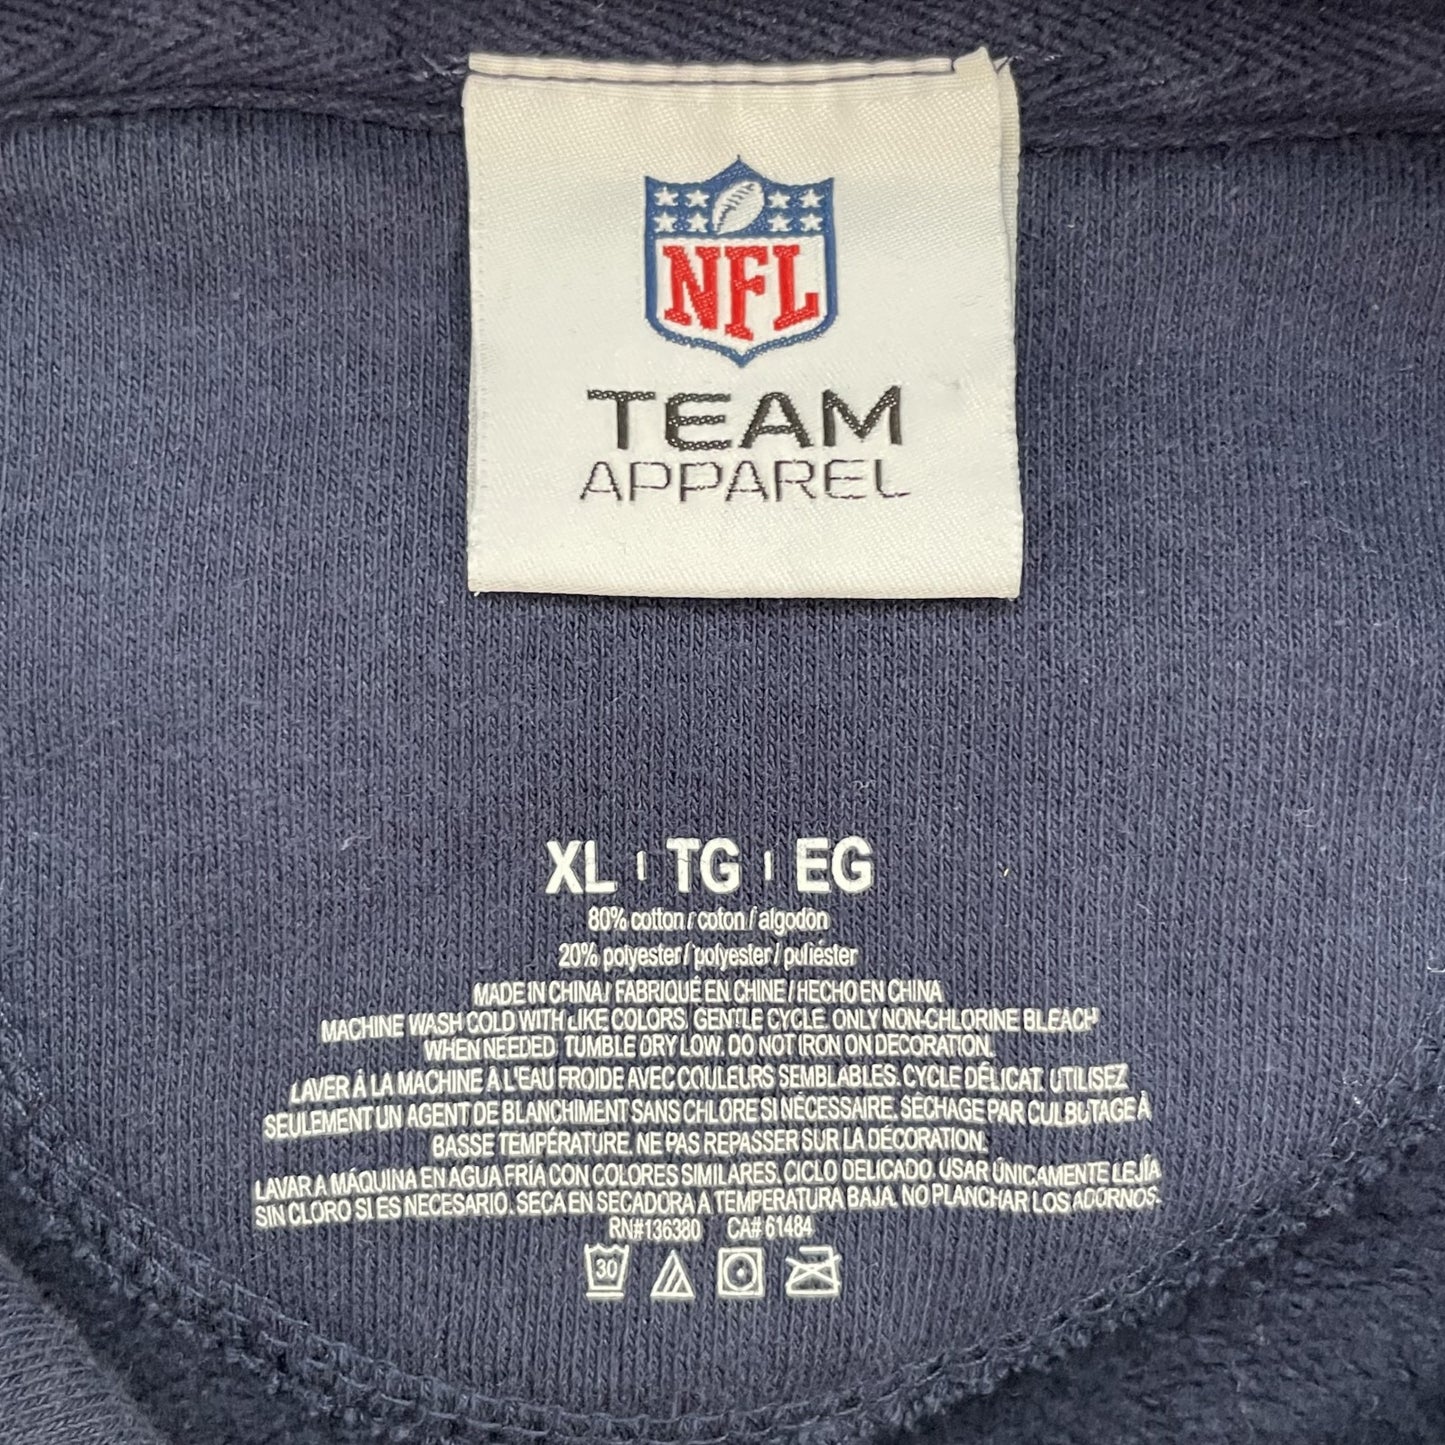 NFL
TEAM
APPAREL
XL | TG | EG
80% cotton / coton / algodón
20% polyester / polyester / poliéster
MADE IN CHINA / FABRIQUÉ EN CHINE / HECHO EN CHINA
MACHINE WASH COLD WITH LIKE COLORS. GENTLE CYCLE. ONLY NON-CHLORINE BLEACH
WHEN NEEDED. TUMBLE DRY LOW. DO NOT IRON ON DECORATION.
LAVER À LA MACHINE À L'EAU FROIDE AVEC COULEURS SEMBLABLES. CYCLE DÉLICAT. UTILISEZ
SEULEMENT UN AGENT DE BLANCHIMENT SANS CHLORE SI NÉCESSAIRE. SÉCHAGE PAR CULBUTAGE À
BASSE TEMPÉRATURE. NE PAS REPASSER SUR LA DÉCORATION.
LAVAR A MÁQUINA EN AGUA FRÍA CON COLORES SIMILARES. CICLO DELICADO. USAR ÚNICAMENTE LEJÍA
SIN CLORO SI ES NECESARIO. SECA EN SECADORA A TEMPERATURA BAJA. NO PLANCHAR LOS ADORNOS.
RN#136380 CA# 61484
30